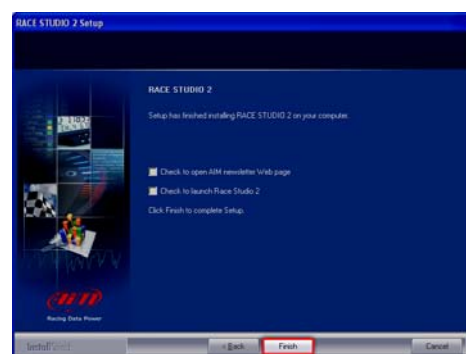 RACE STUDIO 2 Setup
RACE STUDIO 2
Setup has finished installing RACE STUDIO 2 on your computer.
Check to open AIM newsletter Web page
Check to launch Race Studio 2
Click Finish to complete Setup.
Racing Data Power
InstallShield
< Back
Finish
Cancel